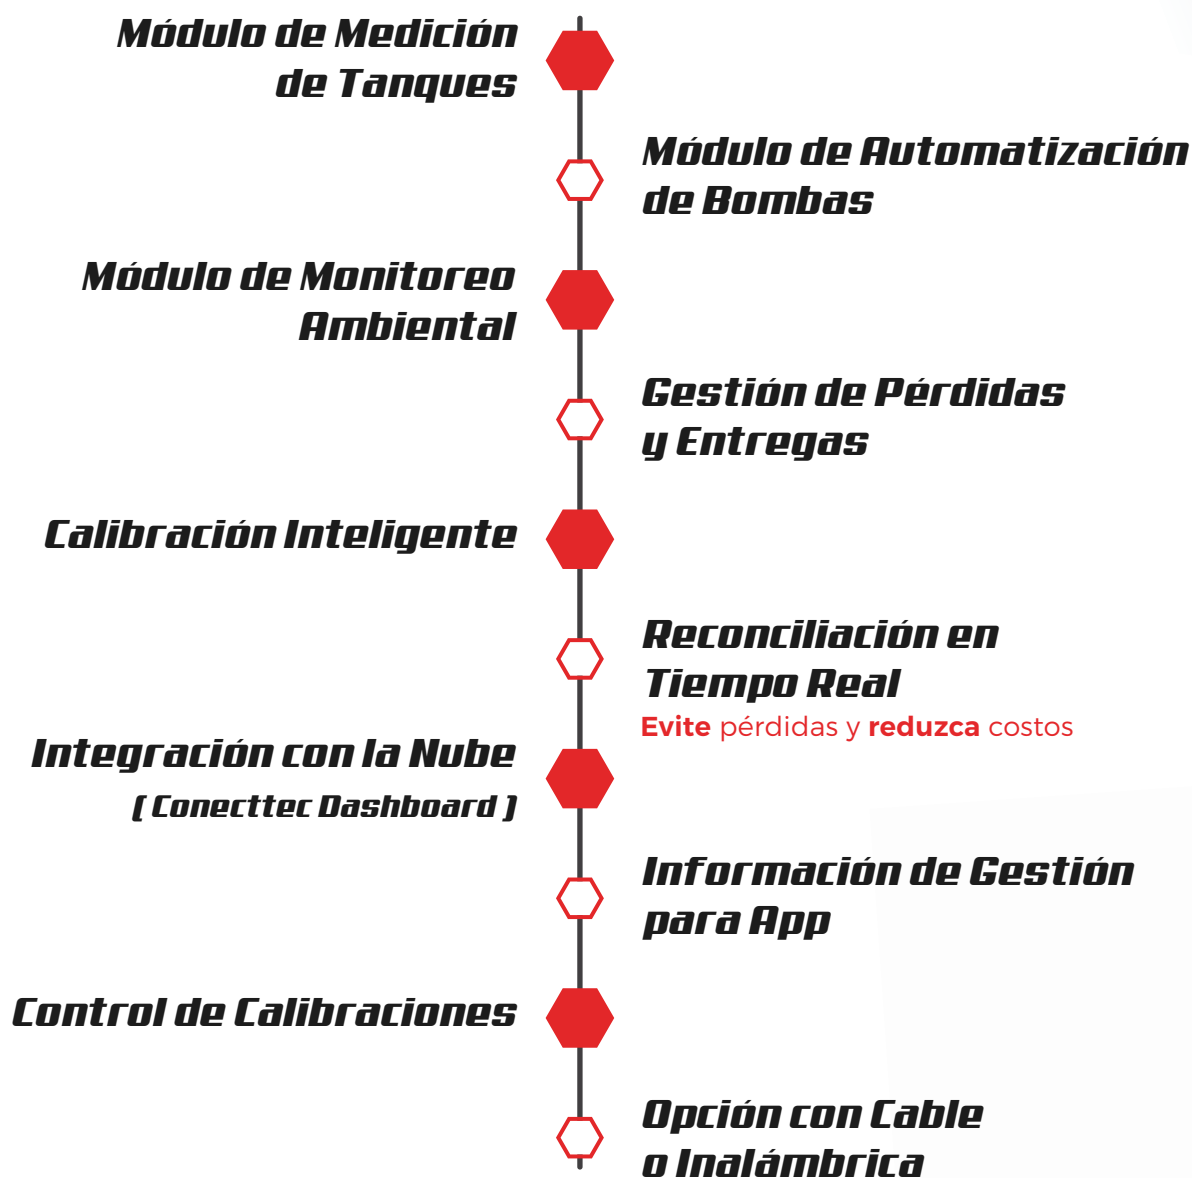 Módulo de Medición
de Tanques
Módulo de Automatización
de Bombas
Módulo de Monitoreo
Ambiental
Gestión de Pérdidas
y Entregas
Calibración Inteligente
Reconciliación en
Tiempo Real
Evite pérdidas y reduzca costos
Integración con la Nube
( Conecttec Dashboard )
Información de Gestión
para App
Control de Calibraciones
Opción con Cable
o Inalámbrica